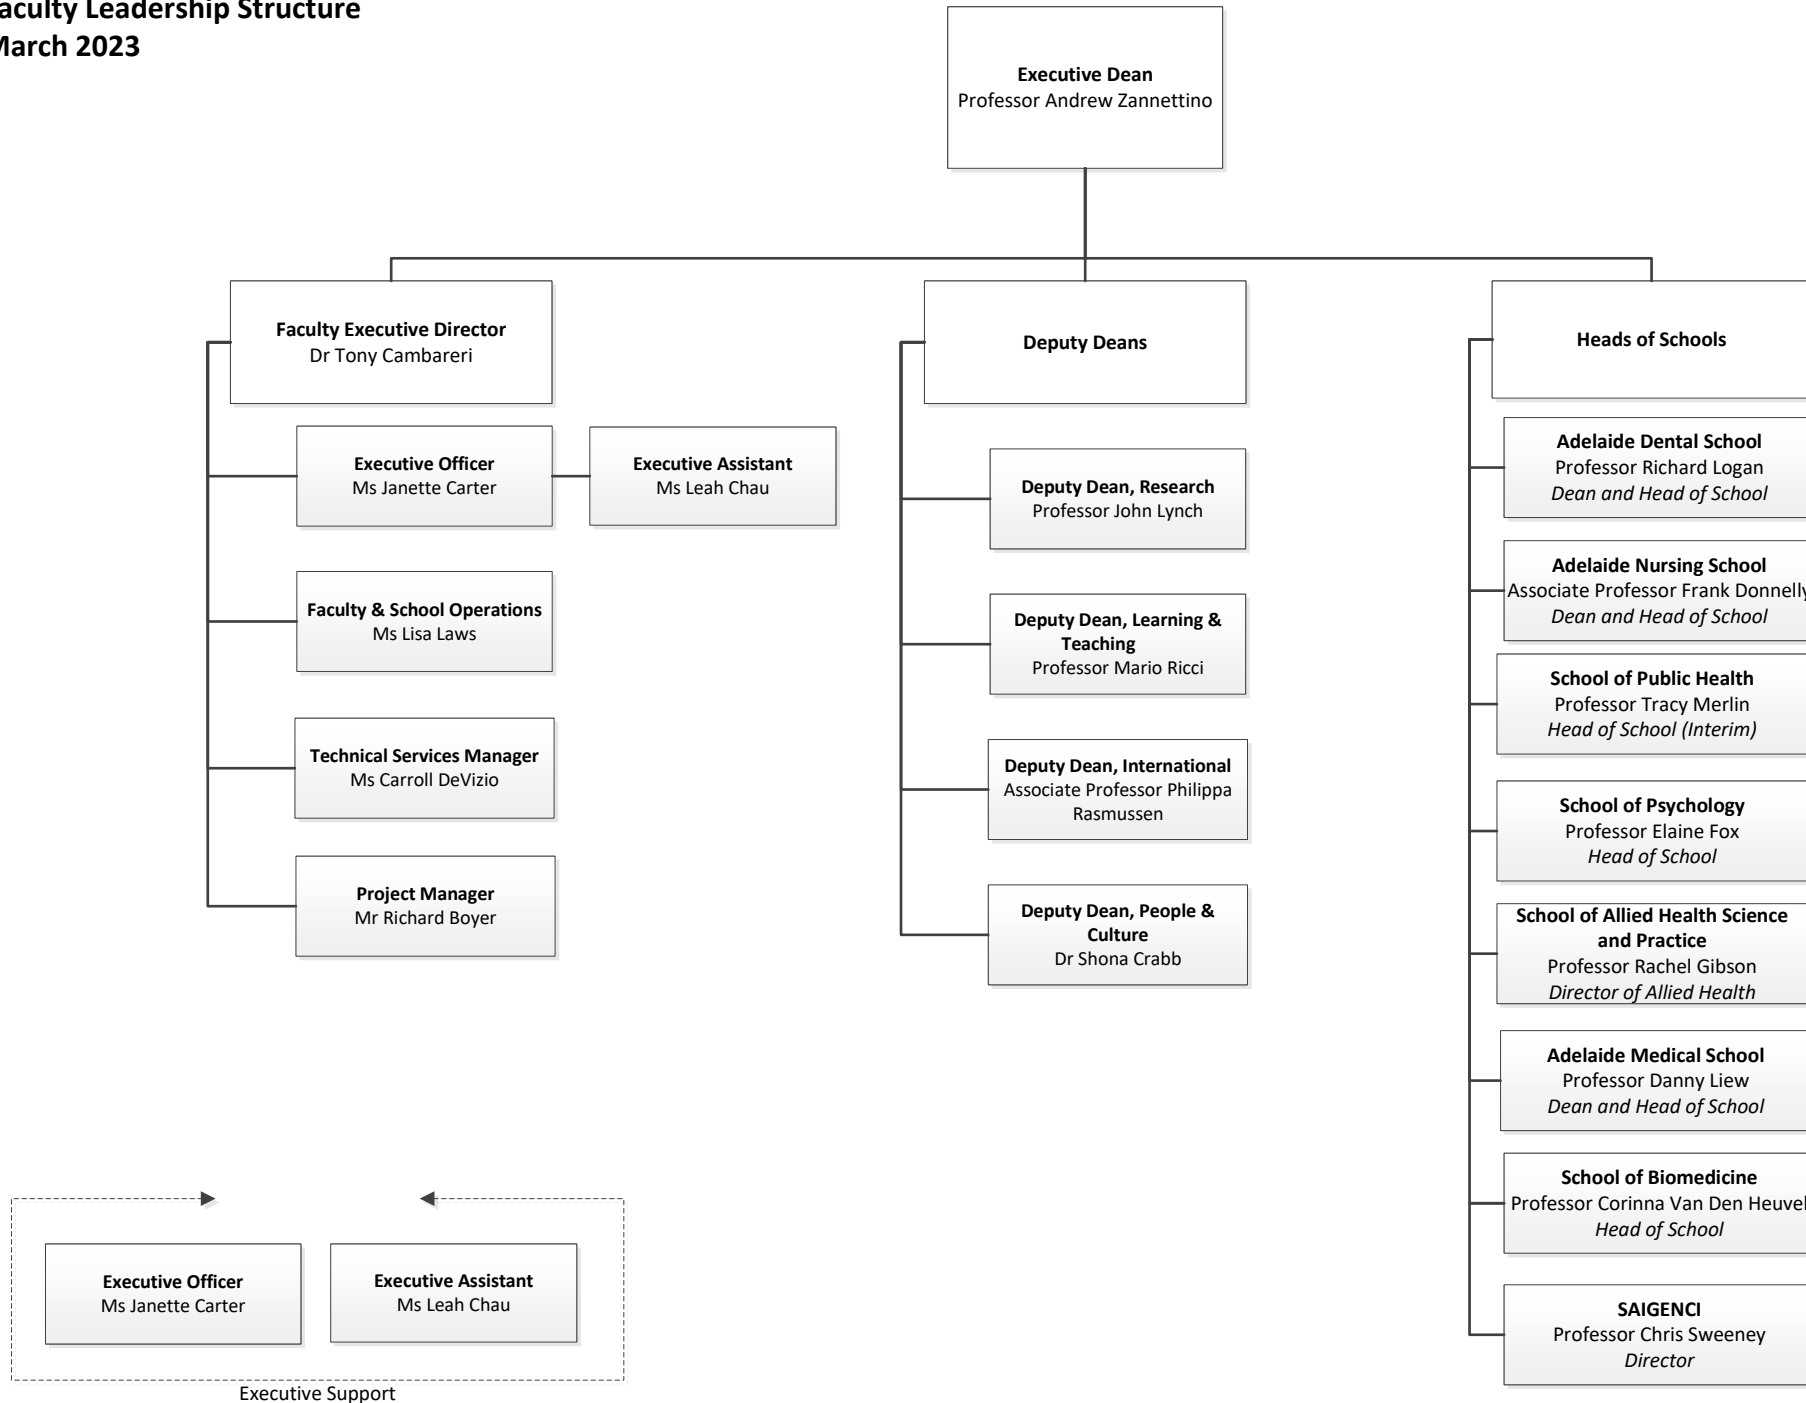 aculty Leadership Structure
March 2023
Executive Dean
Professor Andrew Zannettino
Faculty Executive Director
Dr Tony Cambareri
Executive Officer
Ms Janette Carter
Executive Assistant
Ms Leah Chau
Faculty & School Operations
Ms Lisa Laws
Technical Services Manager
Ms Carroll DeVizio
Project Manager
Mr Richard Boyer
Deputy Deans
Deputy Dean, Research
Professor John Lynch
Deputy Dean, Learning &
Teaching
Professor Mario Ricci
Deputy Dean, International
Associate Professor Philippa
Rasmussen
Deputy Dean, People &
Culture
Dr Shona Crabb
Heads of Schools
Adelaide Dental School
Professor Richard Logan
Dean and Head of School
Adelaide Nursing School
Associate Professor Frank Donnelly
Dean and Head of School
School of Public Health
Professor Tracy Merlin
Head of School (Interim)
School of Psychology
Professor Elaine Fox
Head of School
School of Allied Health Science
and Practice
Professor Rachel Gibson
Director of Allied Health
Adelaide Medical School
Professor Danny Liew
Dean and Head of School
School of Biomedicine
Professor Corinna Van Den Heuvel
Head of School
SAIGENCI
Professor Chris Sweeney
Director
Executive Officer
Ms Janette Carter
Executive Assistant
Ms Leah Chau
Executive Support